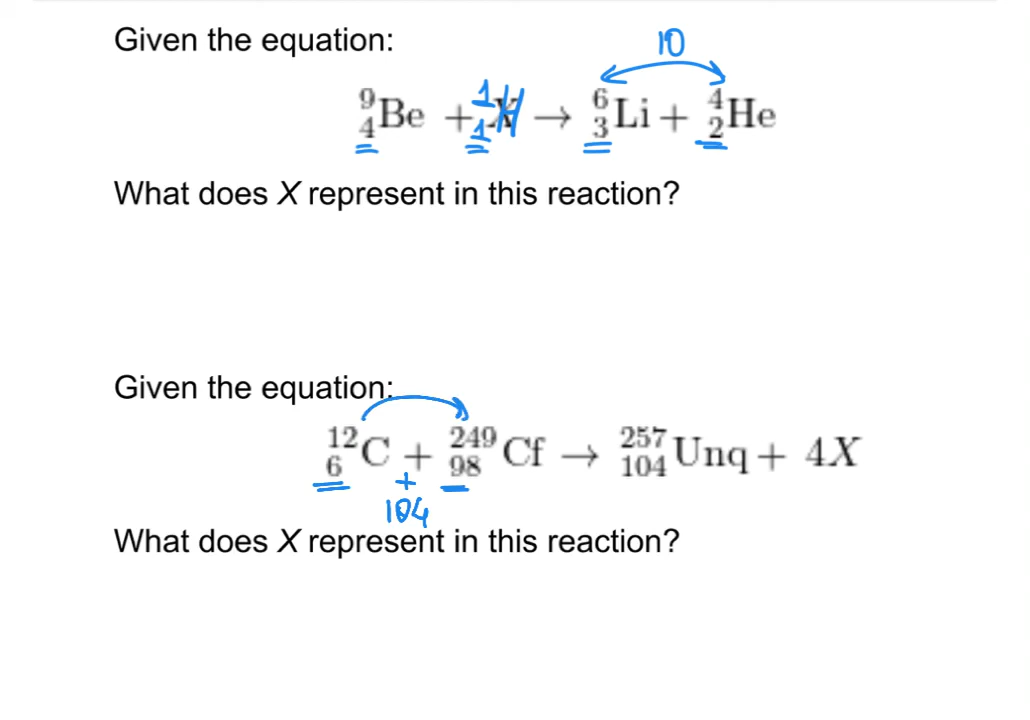 Given the equation:
10
⁹₄Be + ¹₁H → ⁶₃Li + ⁴₂He
What does X represent in this reaction?
Given the equation:
¹²₆C + ²⁴⁹₉₈Cf → ²⁵⁷₁₀₄Unq + 4X
+
104
What does X represent in this reaction?